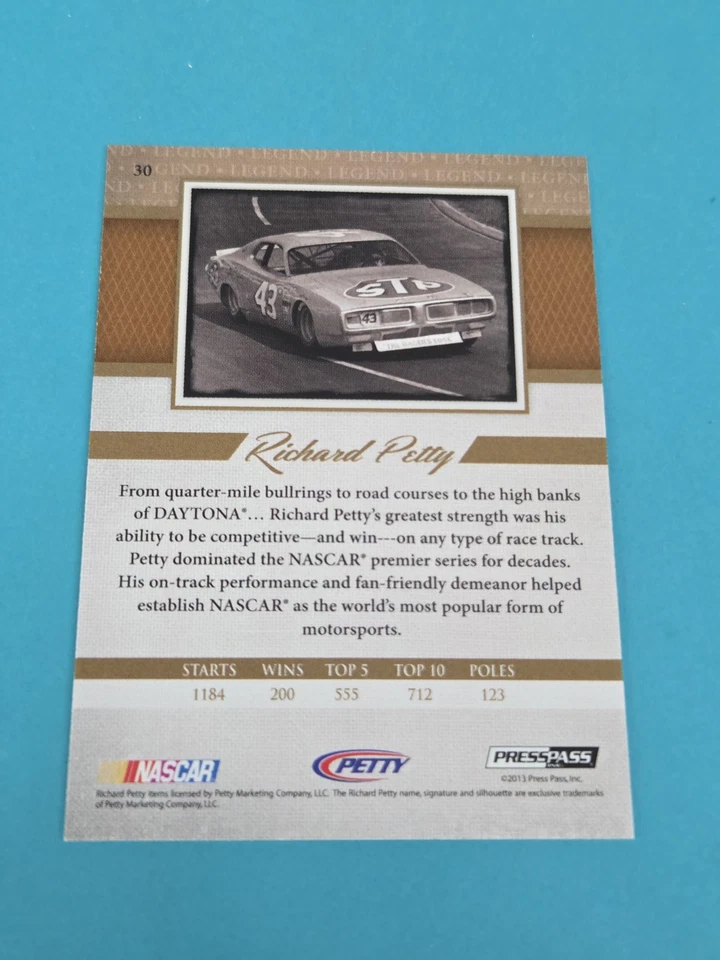 LEGEND • LEGEND • LEGEND • LEGEND
30
LEGEND • LEGEND • LEGEND
LEGEND
STP
43
43
Richard Petty
From quarter-mile bullrings to road courses to the high banks
of DAYTONA®… Richard Petty's greatest strength was his
ability to be competitive—and win---on any type of race track.
Petty dominated the NASCAR® premier series for decades.
His on-track performance and fan-friendly demeanor helped
establish NASCAR® as the world's most popular form of
motorsports.
STARTS WINS TOP 5 TOP 10 POLES
1184 200 555 712 123
NASCAR
PETTY
PRESSPASS
INC.
©2013 Press Pass, Inc.
Richard Petty items licensed by Petty Marketing Company, LLC. The Richard Petty name, signature and silhouette are exclusive trademarks
of Petty Marketing Company, LLC.